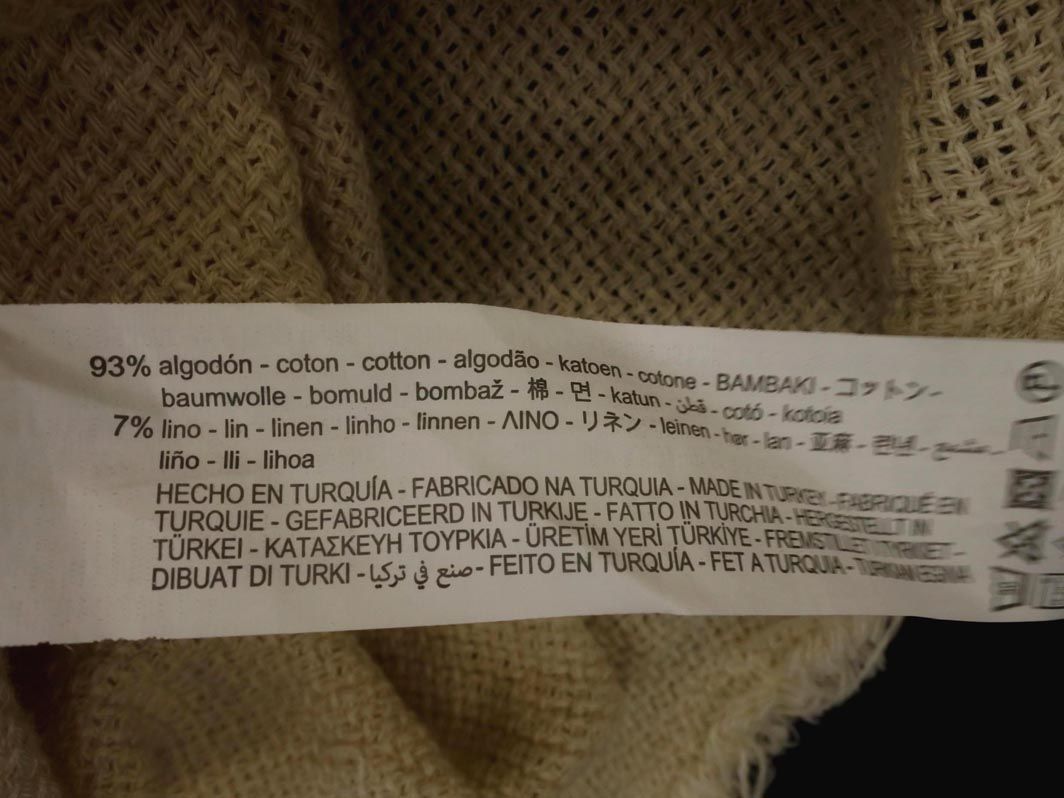 93% algodón - coton - cotton - algodão - katoen - cotone - BAMBAKI - コットン -
baumwolle - bomuld - bombaž - 棉 - 면 - katun - قطن - cotó - kotoia
7% lino - lin - linen - linho - linnen - ΛΙΝΟ - リネン - leinen - hør - lan - 亚麻 -
liño - lli - lihoa
HECHO EN TURQUÍA - FABRICADO NA TURQUIA - MADE IN TURKEY - FABRIQUÉ EN
TURQUIE - GEFABRICEERD IN TURKIJE - FATTO IN TURCHIA - HERGESTELLT IN
TÜRKEI - ΚΑΤΑΣΚΕΥΗ ΤΟΥΡΚΙΑ - ÜRETİM YERİ TÜRKİYE - FREMSTILLET I TYRKIET -
DIBUAT DI TURKI - صنع في تركيا - FEITO EN TURQUÍA - FET A TURQUIA -